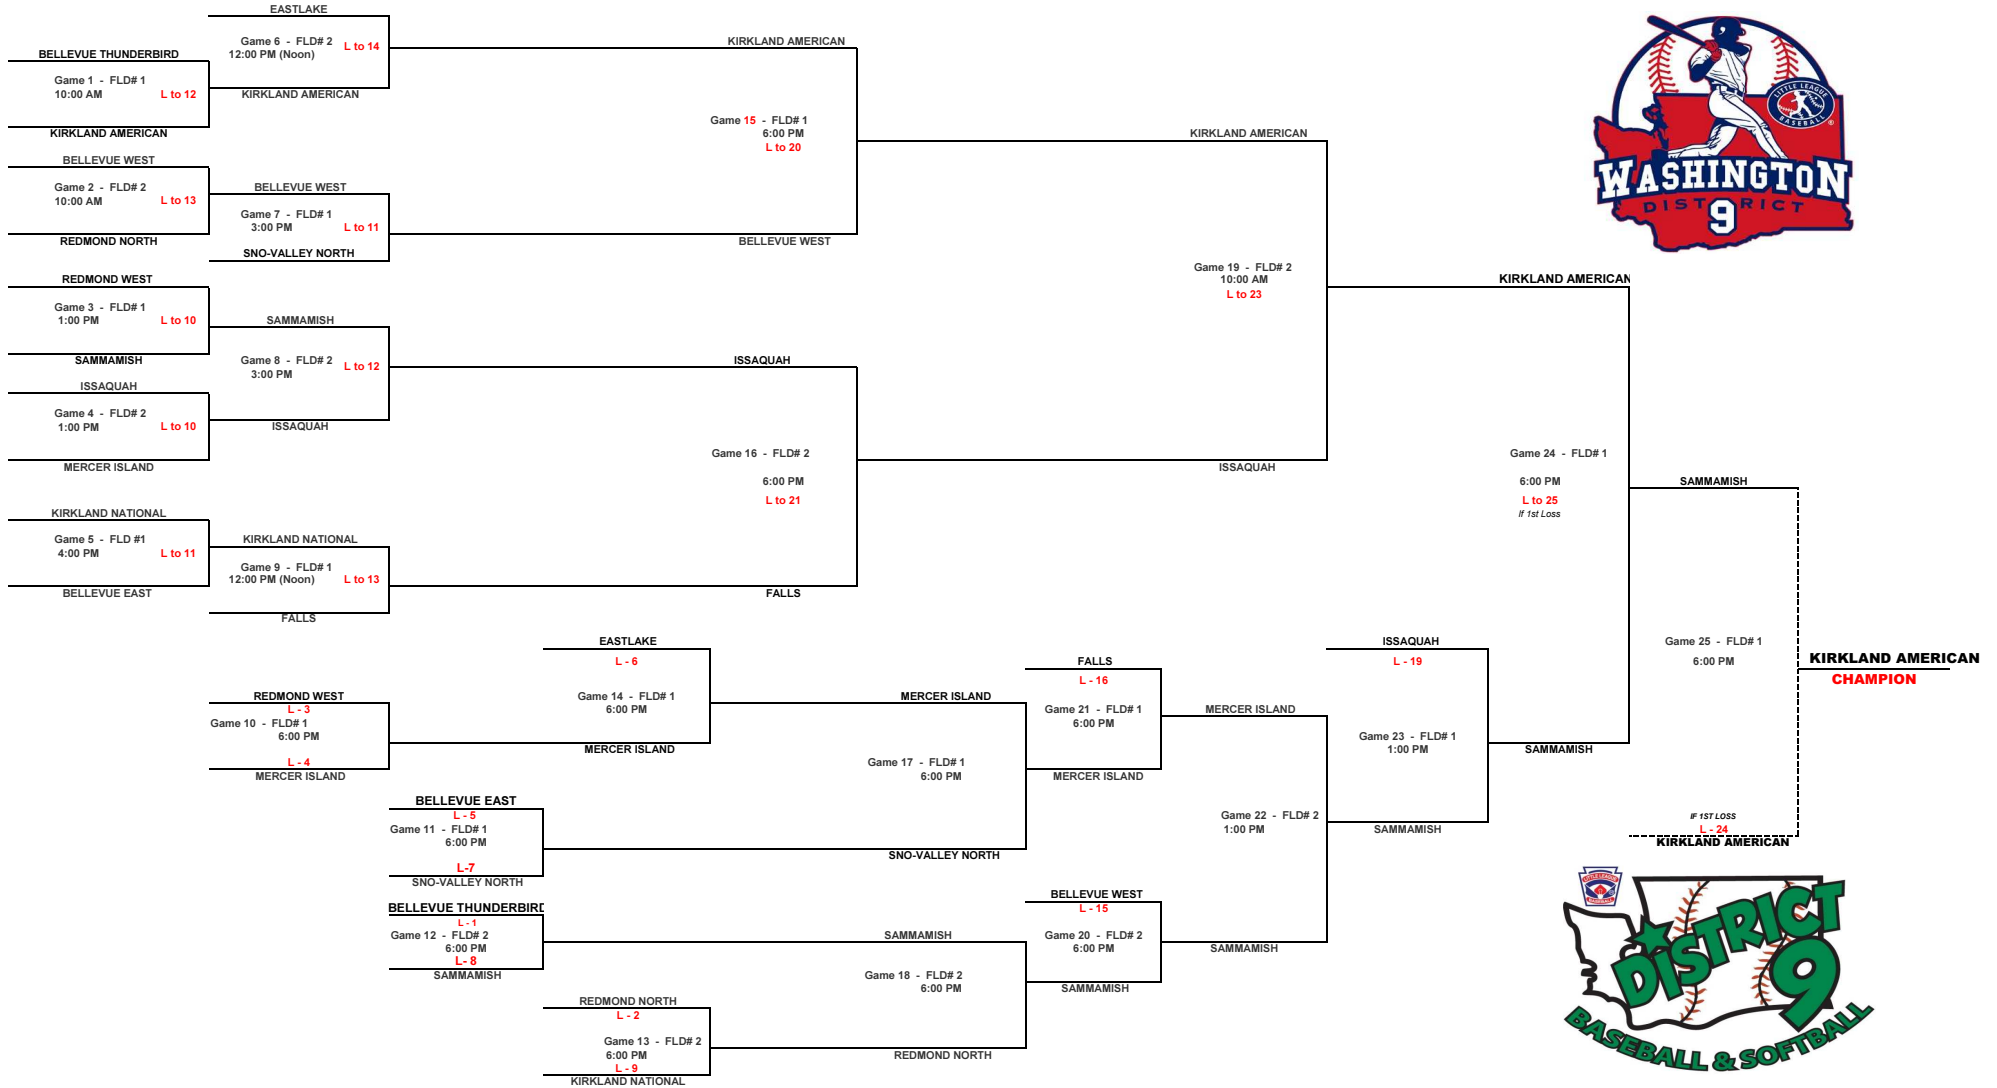 EASTLAKE
Game 6 - FLD# 2
12:00 PM (Noon)
L to 14
KIRKLAND AMERICAN
BELLEVUE THUNDERBIRD
Game 1 - FLD# 1
10:00 AM
L to 12
KIRKLAND AMERICAN
BELLEVUE WEST
Game 2 - FLD# 2
10:00 AM
L to 13
REDMOND NORTH
BELLEVUE WEST
Game 7 - FLD# 1
3:00 PM
L to 11
SNO-VALLEY NORTH
REDMOND WEST
Game 3 - FLD# 1
1:00 PM
L to 10
SAMMAMISH
SAMMAMISH
Game 8 - FLD# 2
3:00 PM
L to 12
ISSAQUAH
ISSAQUAH
Game 4 - FLD# 2
1:00 PM
L to 10
MERCER ISLAND
KIRKLAND NATIONAL
Game 5 - FLD #1
4:00 PM
L to 11
BELLEVUE EAST
KIRKLAND NATIONAL
Game 9 - FLD# 1
12:00 PM (Noon)
L to 13
FALLS
KIRKLAND AMERICAN
Game 15 - FLD# 1
6:00 PM
L to 20
BELLEVUE WEST
ISSAQUAH
Game 16 - FLD# 2
6:00 PM
L to 21
FALLS
KIRKLAND AMERICAN
Game 19 - FLD# 2
10:00 AM
L to 23
ISSAQUAH
KIRKLAND AMERICAN
Game 24 - FLD# 1
6:00 PM
L to 25
If 1st Loss
SAMMAMISH
SAMMAMISH
Game 25 - FLD# 1
6:00 PM
IF 1ST LOSS
L - 24
KIRKLAND AMERICAN
KIRKLAND AMERICAN
CHAMPION
REDMOND WEST
L - 3
Game 10 - FLD# 1
6:00 PM
L - 4
MERCER ISLAND
EASTLAKE
L - 6
Game 14 - FLD# 1
6:00 PM
MERCER ISLAND
BELLEVUE EAST
L - 5
Game 11 - FLD# 1
6:00 PM
L-7
SNO-VALLEY NORTH
BELLEVUE THUNDERBIRD
L - 1
Game 12 - FLD# 2
6:00 PM
L- 8
SAMMAMISH
REDMOND NORTH
L - 2
Game 13 - FLD# 2
6:00 PM
L - 9
KIRKLAND NATIONAL
MERCER ISLAND
Game 17 - FLD# 1
6:00 PM
SNO-VALLEY NORTH
SAMMAMISH
Game 18 - FLD# 2
6:00 PM
REDMOND NORTH
FALLS
L - 16
Game 21 - FLD# 1
6:00 PM
MERCER ISLAND
BELLEVUE WEST
L - 15
Game 20 - FLD# 2
6:00 PM
SAMMAMISH
MERCER ISLAND
Game 22 - FLD# 2
1:00 PM
SAMMAMISH
ISSAQUAH
L - 19
Game 23 - FLD# 1
1:00 PM
SAMMAMISH
LITTLE LEAGUE
BASEBALL
WASHINGTON
DISTRICT
9
LITTLE LEAGUE
BASEBALL
DISTRICT
9
BASEBALL & SOFTBALL